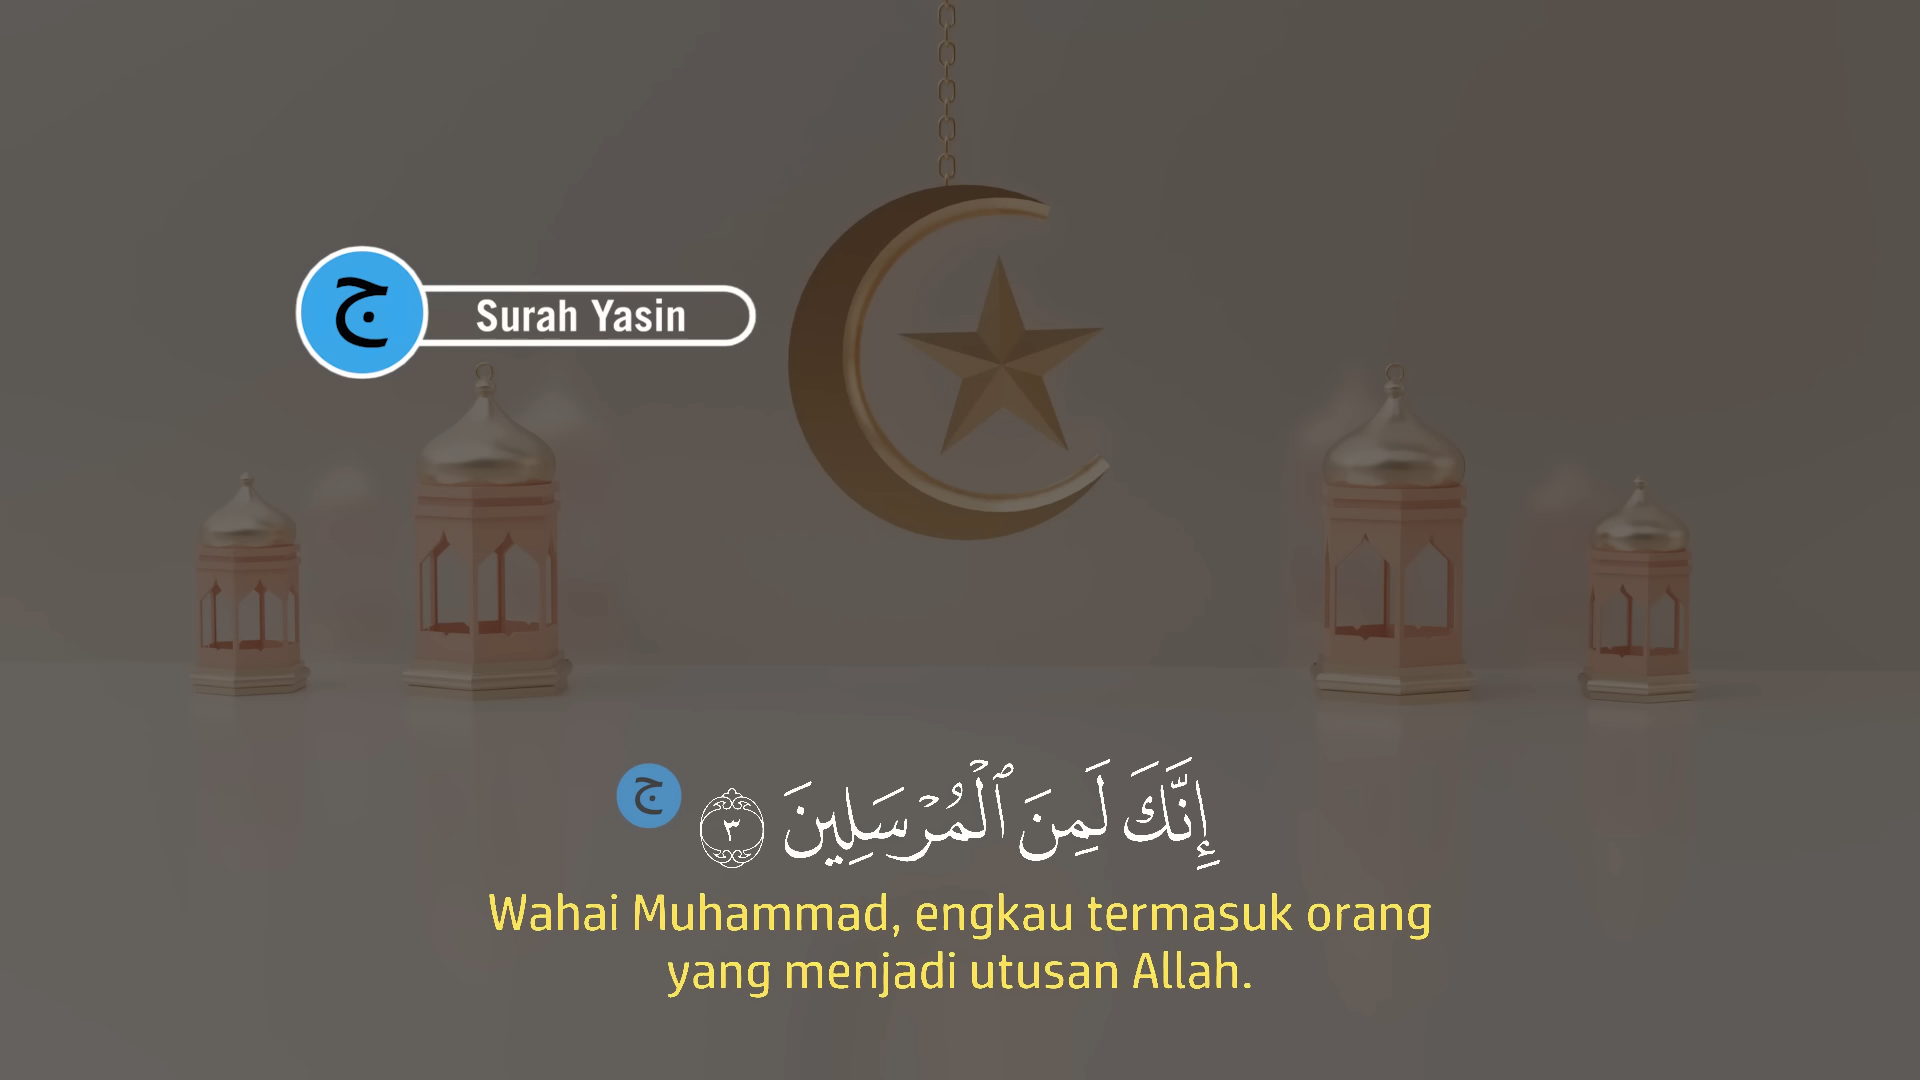 ج
Surah Yasin
إِنَّكَ لَمِنَ ٱلْمُرْسَلِينَ ٣ ج
Wahai Muhammad, engkau termasuk orang
yang menjadi utusan Allah.